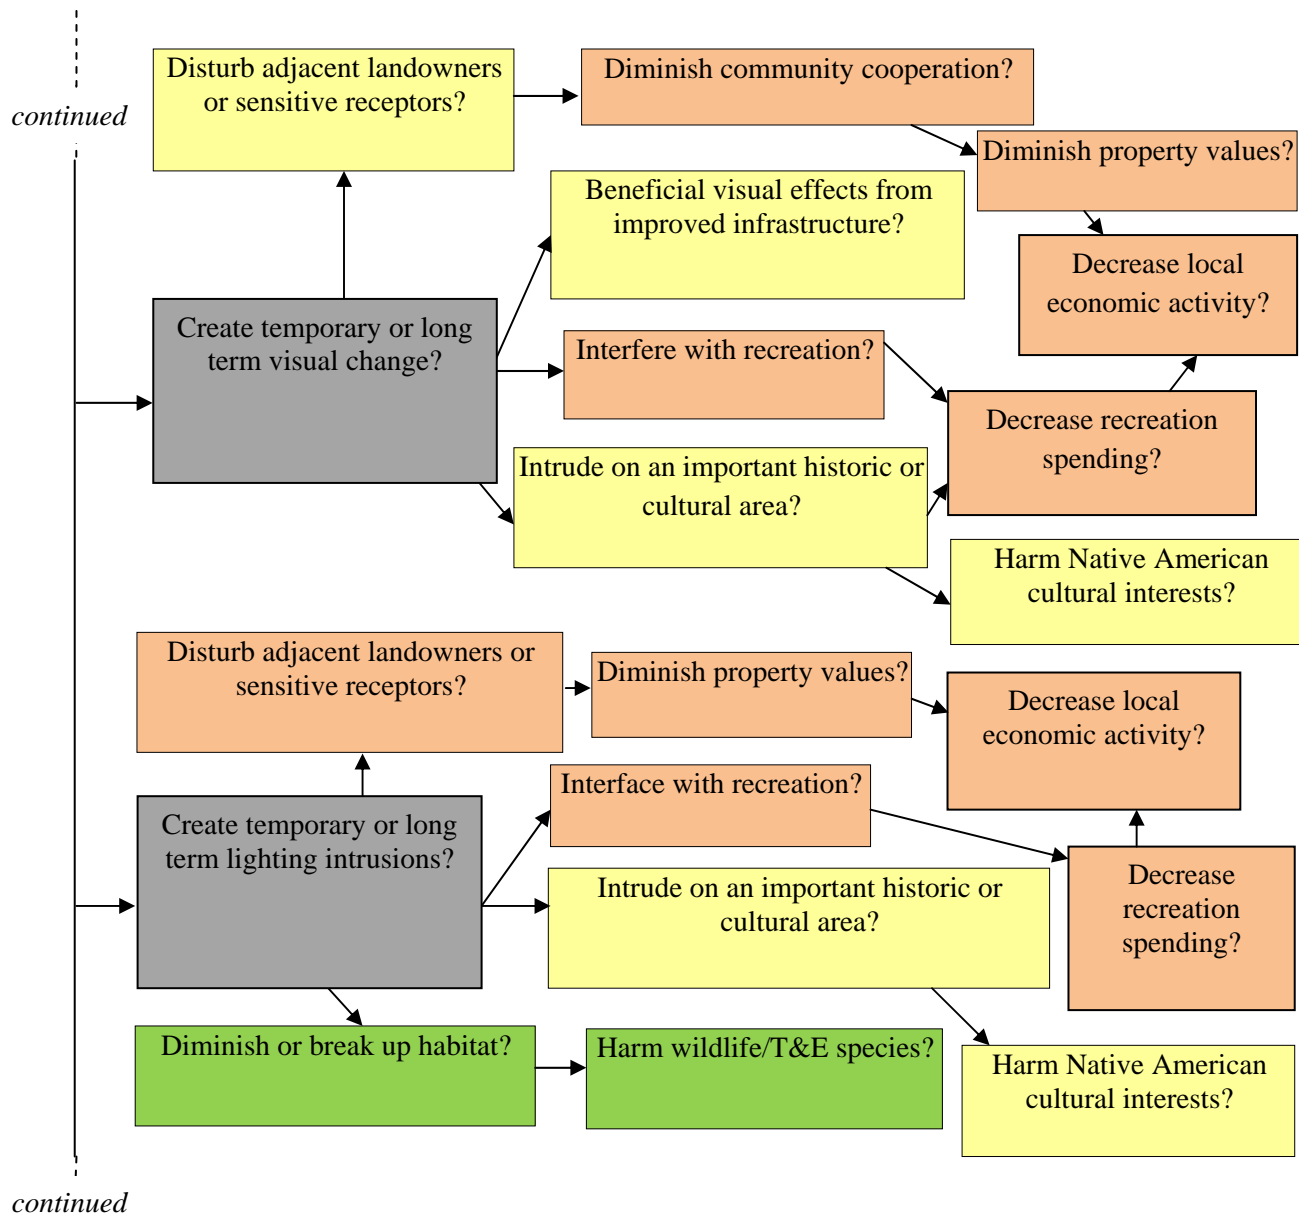 continued
Disturb adjacent landowners
or sensitive receptors?
Diminish community cooperation?
Diminish property values?
Beneficial visual effects from
improved infrastructure?
Decrease local
economic activity?
Create temporary or long
term visual change?
Interfere with recreation?
Decrease recreation
spending?
Intrude on an important historic or
cultural area?
Harm Native American
cultural interests?
Disturb adjacent landowners or
sensitive receptors?
Diminish property values?
Decrease local
economic activity?
Interface with recreation?
Create temporary or long
term lighting intrusions?
Decrease
recreation
spending?
Intrude on an important historic or
cultural area?
Diminish or break up habitat?
Harm wildlife/T&E species?
Harm Native American
cultural interests?
continued